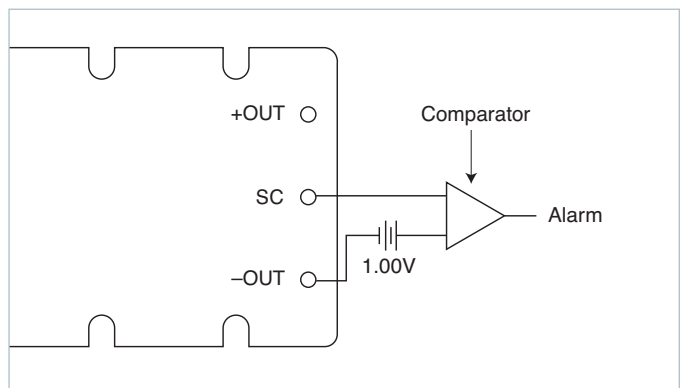 +OUT
Comparator
SC
Alarm
–OUT
1.00V